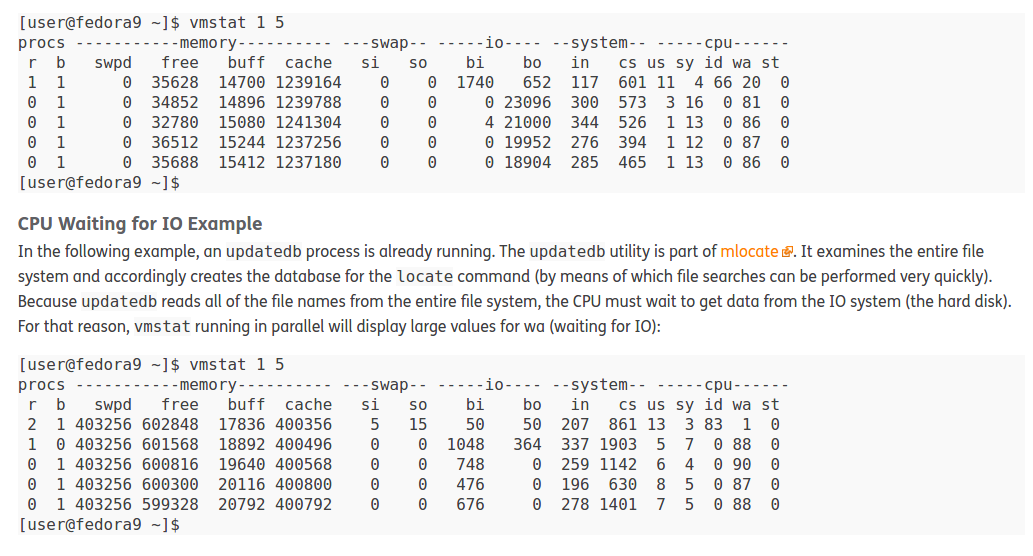 [user@fedora9 ~]$ vmstat 1 5
procs -----------memory---------- ---swap-- -----io---- --system-- -----cpu------
 r  b   swpd   free   buff  cache   si   so    bi    bo   in   cs us sy id wa st
 1  1      0  35628  14700 1239164    0    0  1740   652  117  601 11  4 66 20  0
 0  1      0  34852  14896 1239788    0    0     0 23096  300  573  3 16  0 81  0
 0  1      0  32780  15080 1241304    0    0     4 21000  344  526  1 13  0 86  0
 0  1      0  36512  15244 1237256    0    0     0 19952  276  394  1 12  0 87  0
 0  1      0  35688  15412 1237180    0    0     0 18904  285  465  1 13  0 86  0
[user@fedora9 ~]$
CPU Waiting for IO Example
In the following example, an updatedb process is already running. The updatedb utility is part of mlocate. It examines the entire file
system and accordingly creates the database for the locate command (by means of which file searches can be performed very quickly).
Because updatedb reads all of the file names from the entire file system, the CPU must wait to get data from the IO system (the hard disk).
For that reason, vmstat running in parallel will display large values for wa (waiting for IO):
[user@fedora9 ~]$ vmstat 1 5
procs -----------memory---------- ---swap-- -----io---- --system-- -----cpu------
 r  b   swpd   free   buff  cache   si   so    bi    bo   in   cs us sy id wa st
 2  1 403256 602848  17836 400356    5   15    50    50  207  861 13  3 83  1  0
 1  0 403256 601568  18892 400496    0    0  1048   364  337 1903  5  7  0 88  0
 0  1 403256 600816  19640 400568    0    0   748     0  259 1142  6  4  0 90  0
 0  1 403256 600300  20116 400800    0    0   476     0  196  630  8  5  0 87  0
 0  1 403256 599328  20792 400792    0    0   676     0  278 1401  7  5  0 88  0
[user@fedora9 ~]$